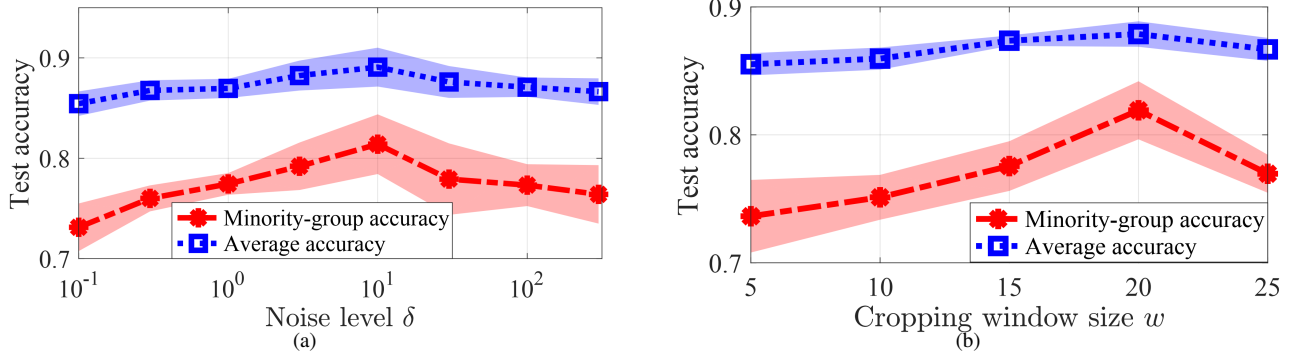 Test accuracy
0.9
0.8
0.7
Minority-group accuracy
Average accuracy
10^-1
10^0
10^1
10^2
Noise level δ
(a)
Test accuracy
0.9
0.8
0.7
Minority-group accuracy
Average accuracy
5
10
15
20
25
Cropping window size w
(b)